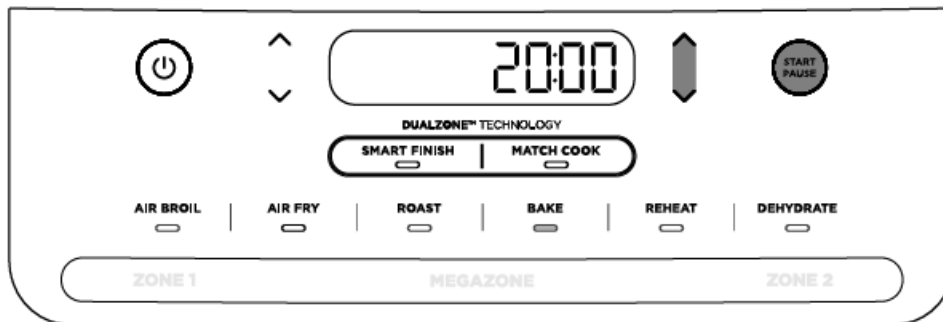 20:00
START
PAUSE
DUALZONE™ TECHNOLOGY
SMART FINISH MATCH COOK
AIR BROIL AIR FRY ROAST BAKE REHEAT DEHYDRATE
ZONE 1 MEGAZONE ZONE 2